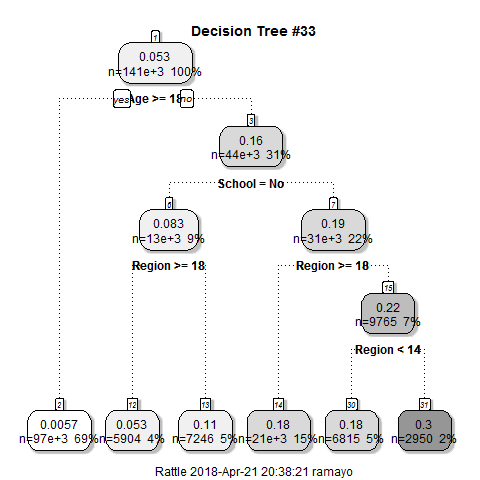 Decision Tree #33
1
0.053
n=141e+3 100%
yes Age >= 18 no
3
0.16
n=44e+3 31%
School = No
6
0.083
n=13e+3 9%
7
0.19
n=31e+3 22%
Region >= 18
Region >= 18
15
0.22
n=9765 7%
Region < 14
2
0.0057
n=97e+3 69%
12
0.053
n=5904 4%
13
0.11
n=7246 5%
14
0.18
n=21e+3 15%
30
0.18
n=6815 5%
31
0.3
n=2950 2%
Rattle 2018-Apr-21 20:38:21 ramayo